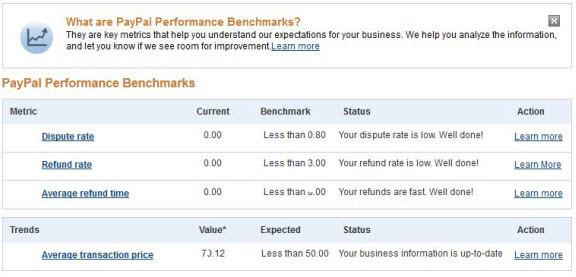 What are PayPal Performance Benchmarks?
They are key metrics that help you understand our expectations for your business. We help you analyze the information,
and let you know if we see room for improvement.Learn more
PayPal Performance Benchmarks
Metric Current Benchmark Status Action
Dispute rate 0.00 Less than 0.80 Your dispute rate is low. Well done! Learn more
Refund rate 0.00 Less than 3.00 Your refund rate is low. Well done! Learn More
Average refund time 0.00 Less than Your refunds are fast. Well done! Learn more
Trends Value* Expected Status Action
Average transaction price Less than 50.00 Your business information is up-to-date Learn more